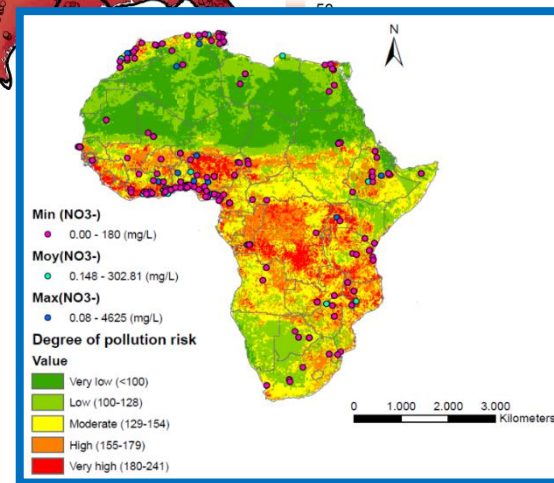 50
N
Min (NO3-)
0.00 - 180 (mg/L)
Moy(NO3-)
0.148 - 302.81 (mg/L)
Max(NO3-)
0.08 - 4625 (mg/L)
Degree of pollution risk
Value
Very low (<100)
Low (100-128)
Moderate (129-154)
High (155-179)
Very high (180-241)
0 1.000 2.000 3.000
Kilometers